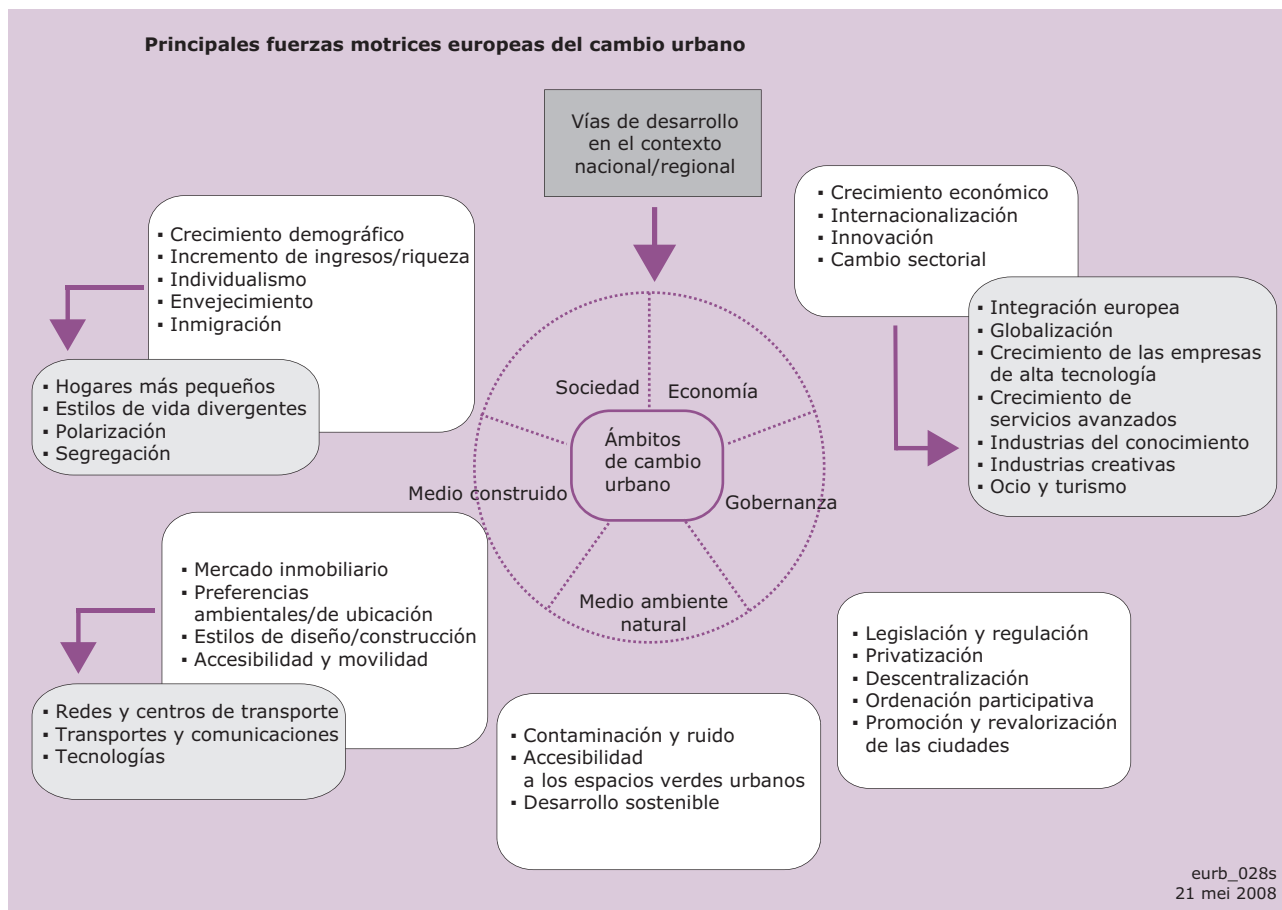 Principales fuerzas motrices europeas del cambio urbano
Vías de desarrollo
en el contexto
nacional/regional
▪ Crecimiento demográfico
▪ Incremento de ingresos/riqueza
▪ Individualismo
▪ Envejecimiento
▪ Inmigración
▪ Hogares más pequeños
▪ Estilos de vida divergentes
▪ Polarización
▪ Segregación
▪ Crecimiento económico
▪ Internacionalización
▪ Innovación
▪ Cambio sectorial
▪ Integración europea
▪ Globalización
▪ Crecimiento de las empresas
de alta tecnología
▪ Crecimiento de
servicios avanzados
▪ Industrias del conocimiento
▪ Industrias creativas
▪ Ocio y turismo
Sociedad
Economía
Ámbitos
de cambio
urbano
Medio construido
Gobernanza
Medio ambiente
natural
▪ Mercado inmobiliario
▪ Preferencias
ambientales/de ubicación
▪ Estilos de diseño/construcción
▪ Accesibilidad y movilidad
▪ Redes y centros de transporte
▪ Transportes y comunicaciones
▪ Tecnologías
▪ Contaminación y ruido
▪ Accesibilidad
a los espacios verdes urbanos
▪ Desarrollo sostenible
▪ Legislación y regulación
▪ Privatización
▪ Descentralización
▪ Ordenación participativa
▪ Promoción y revalorización
de las ciudades
eurb_028s
21 mei 2008